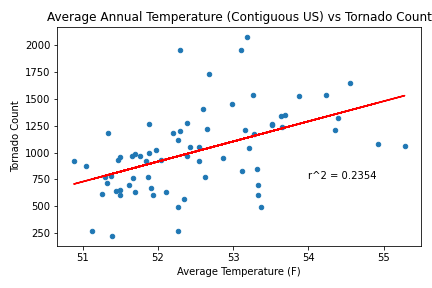 Average Annual Temperature (Contiguous US) vs Tornado Count
Tornado Count
2000
1750
1500
1250
1000
750
500
250
r^2 = 0.2354
51 52 53 54 55
Average Temperature (F)